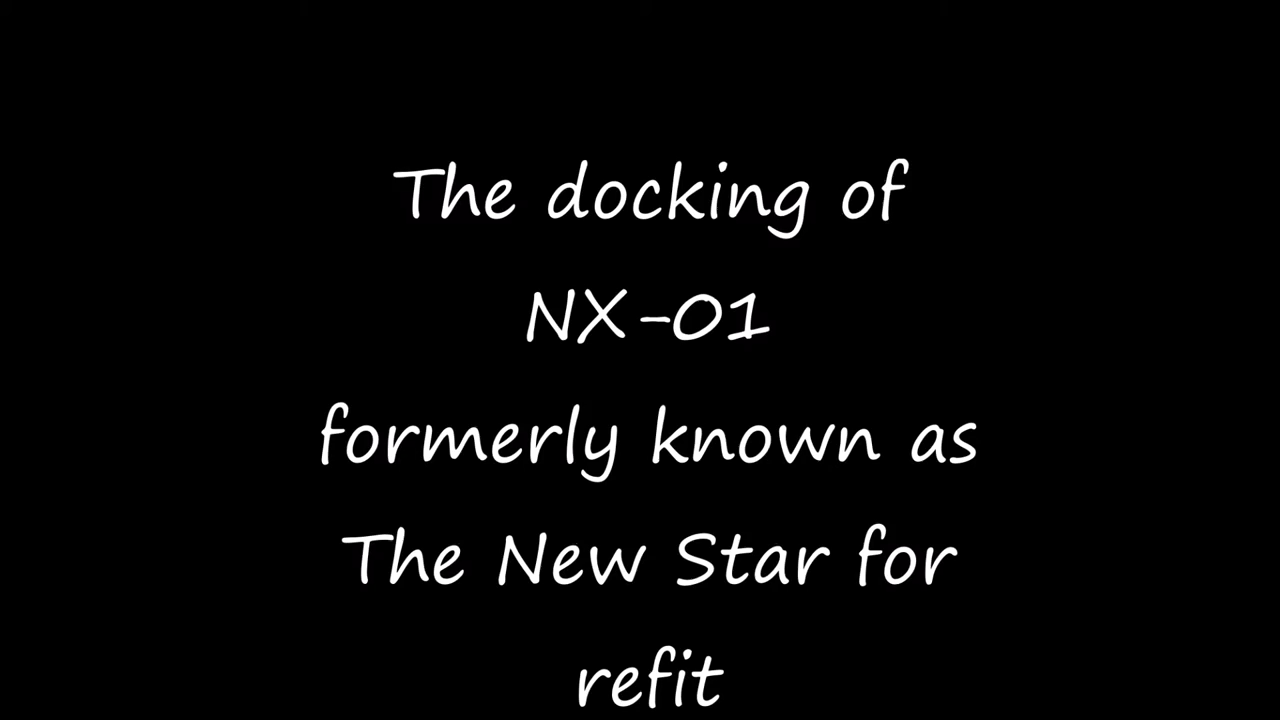 The docking of
NX-01
formerly known as
The New Star for
refit